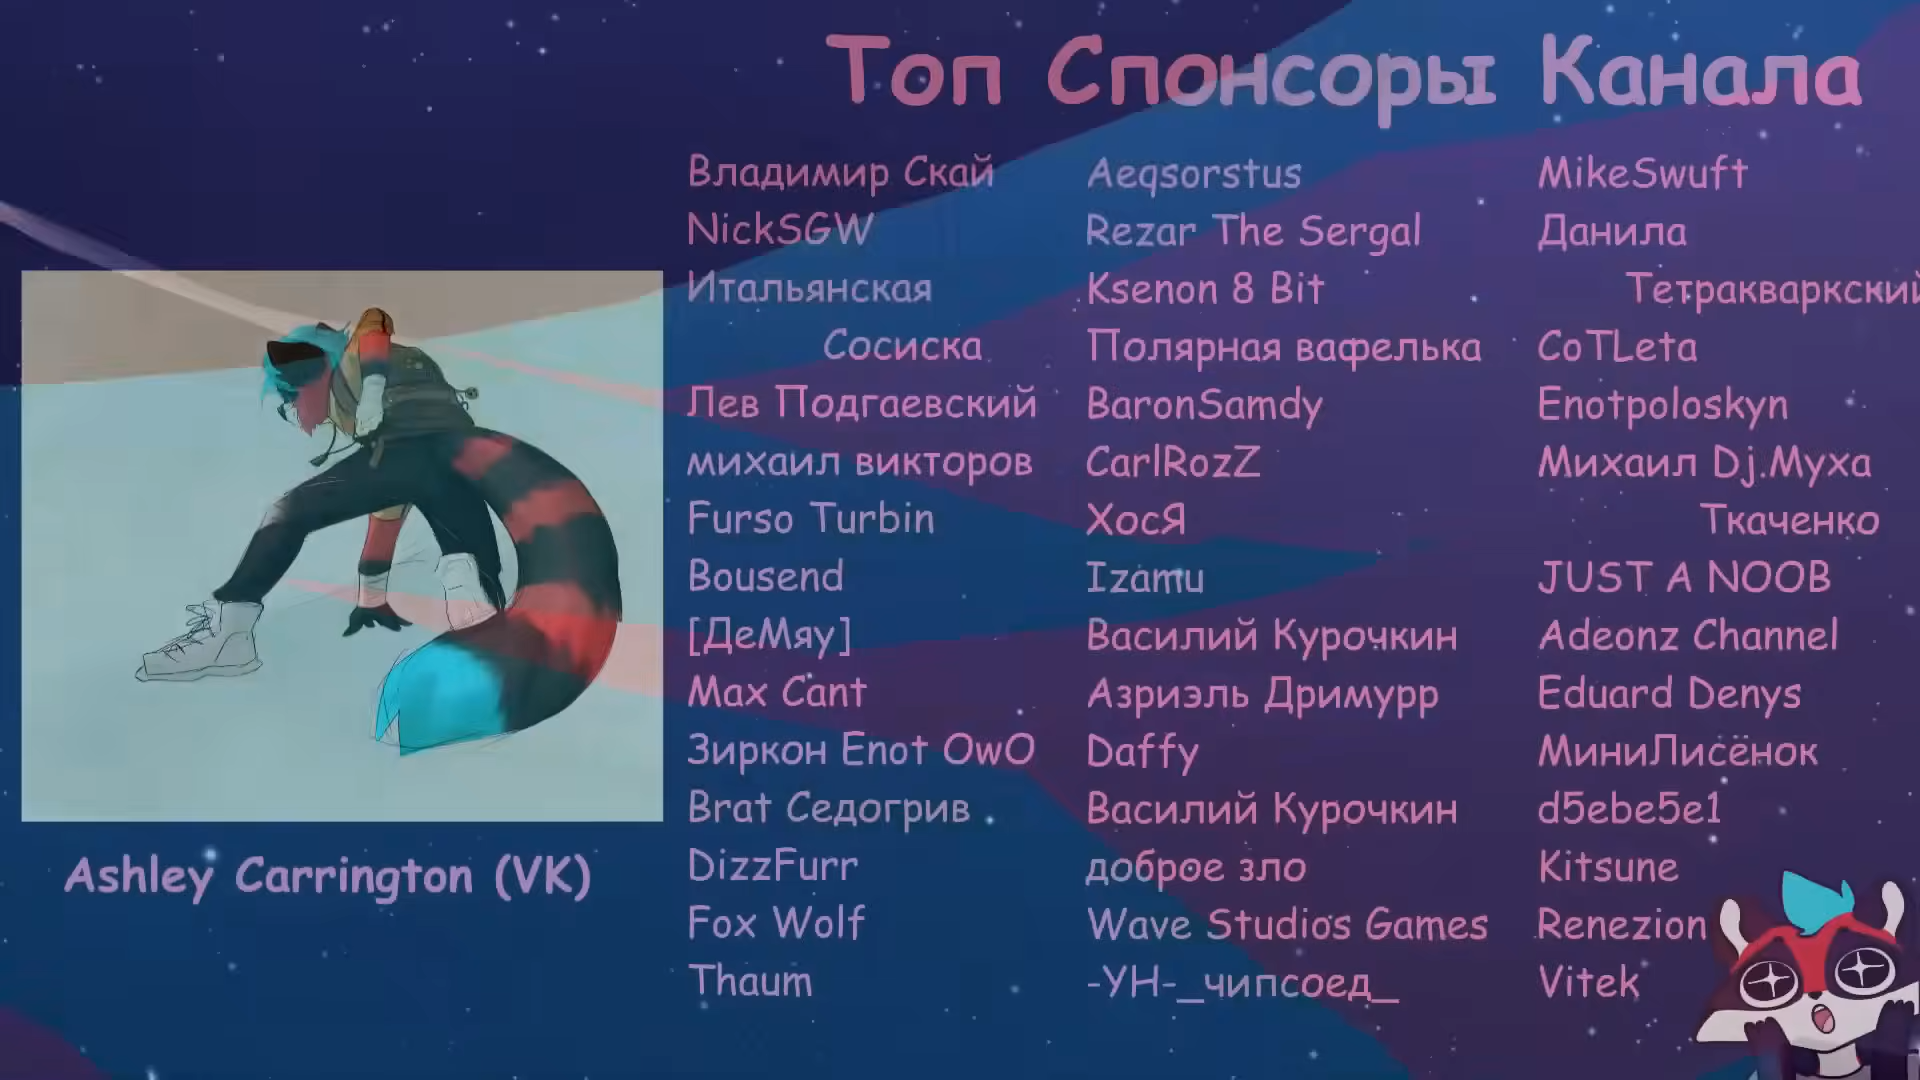 Топ Спонсоры Канала
Владимир Скай
NickSGW
Итальянская
Сосиска
Лев Подгаевский
михаил викторов
Furso Turbin
Bousend
[ДеМяу]
Max Cant
Зиркон Enot OwO
Brat Седогрив
DizzFurr
Fox Wolf
Thaum
Aeqsorstus
Rezar The Sergal
Ksenon 8 Bit
Полярная вафелька
BaronSamdy
CarlRozZ
ХосЯ
Izamu
Василий Курочкин
Азриэль Дримурр
Daffy
Василий Курочкин
доброе зло
Wave Studios Games
-УН-_чипсоед_
MikeSwuft
Данила
Тетракваркский
CoTLeta
Enotpoloskyn
Михаил Dj.Муха
Ткаченко
JUST A NOOB
Adeonz Channel
Eduard Denys
МиниЛисёнок
d5ebe5e1
Kitsune
Renezion
Vitek
Ashley Carrington (VK)